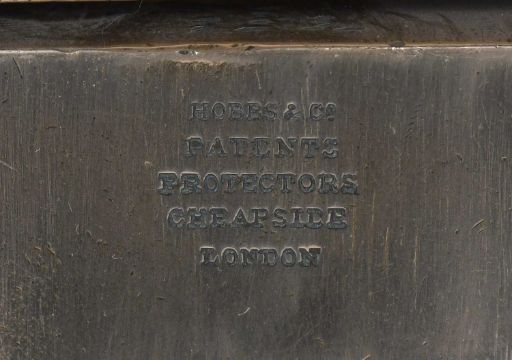 HOBBS & Co
PATENTS
PROTECTORS
CHEAPSIDE
LONDON